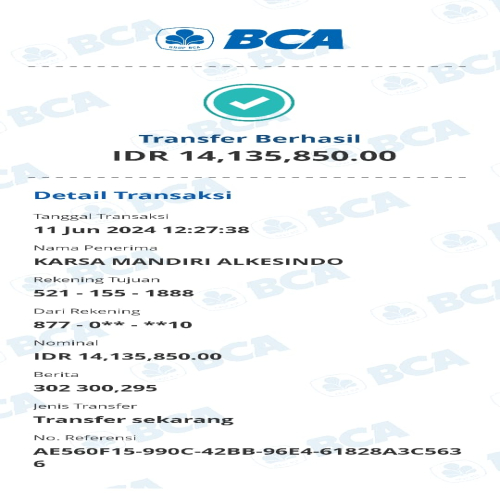 BCA
Transfer Berhasil
IDR 14,135,850.00
Detail Transaksi
Tanggal Transaksi
11 Jun 2024 12:27:38
Nama Penerima
KARSA MANDIRI ALKESINDO
Rekening Tujuan
521 - 155 - 1888
Dari Rekening
877 - 0** - **10
Nominal
IDR 14,135,850.00
Berita
302 300,295
Jenis Transfer
Transfer sekarang
No. Referensi
AE560F15-990C-42BB-96E4-61828A3C563
6